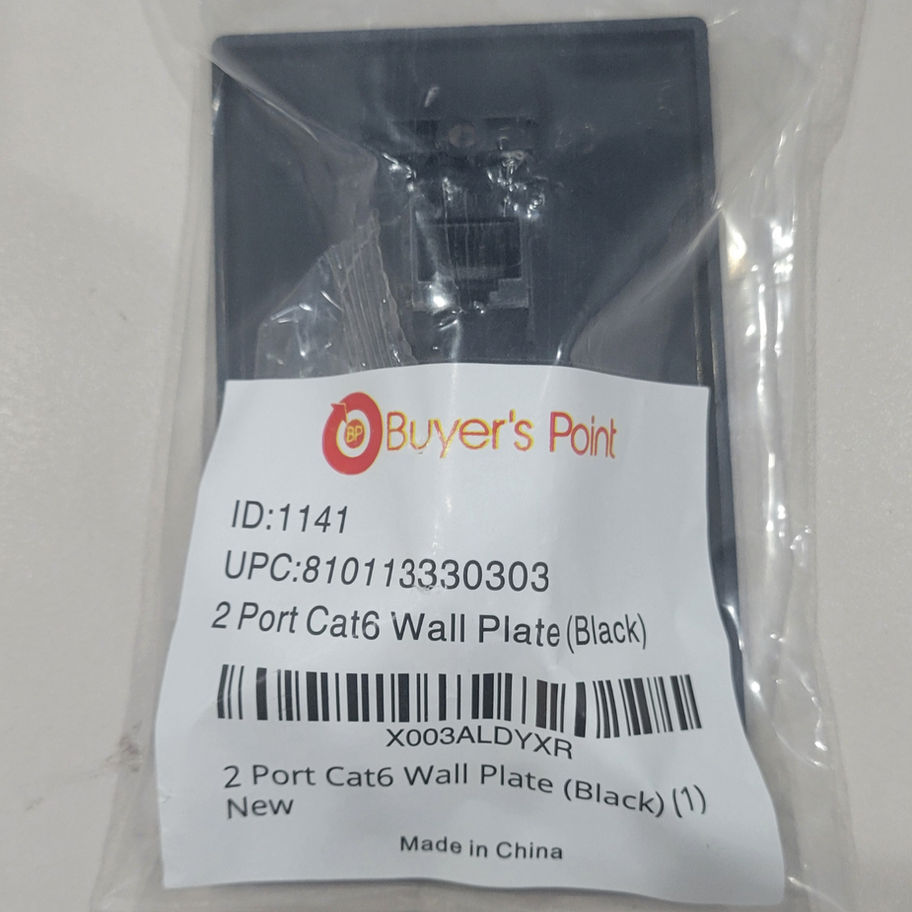 BP Buyer's Point
ID:1141
UPC:810113330303
2 Port Cat6 Wall Plate (Black)
X003ALDYXR
2 Port Cat6 Wall Plate (Black) (1)
New
Made in China